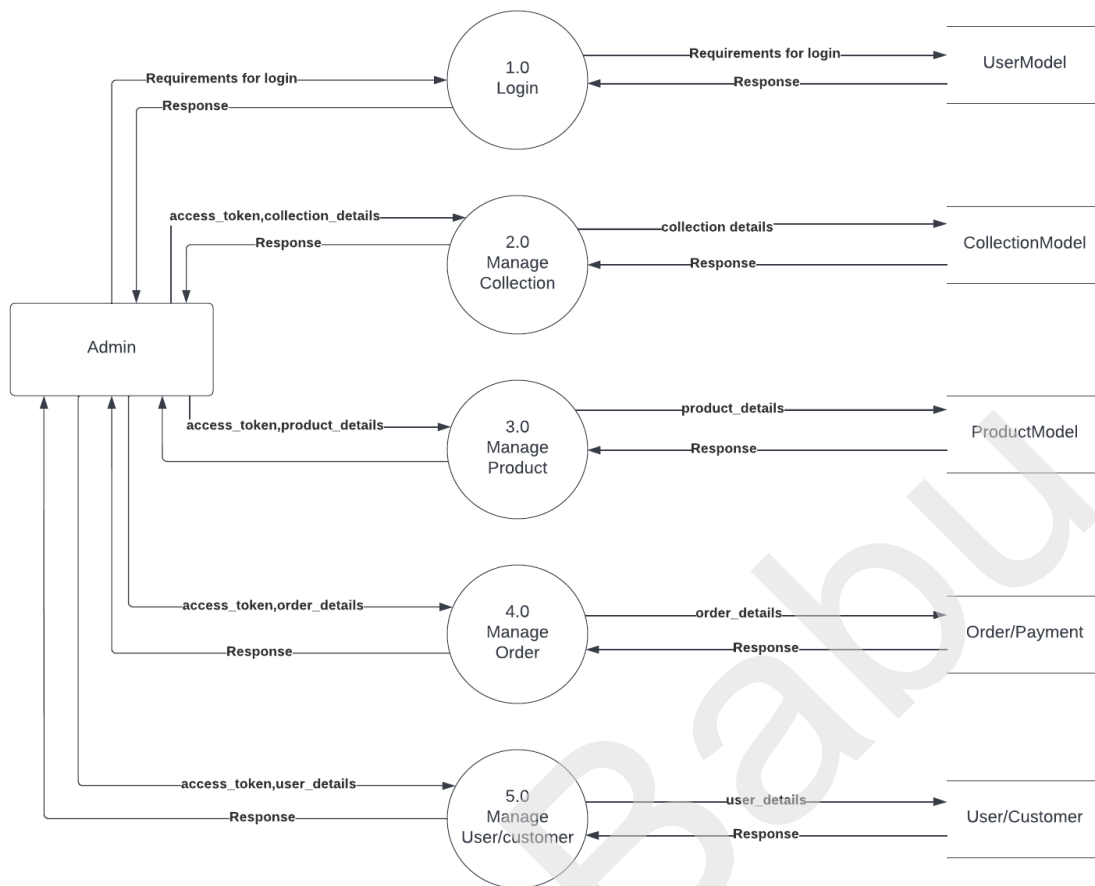 Requirements for login
Response
1.0
Login
Requirements for login
Response
UserModel
access_token,collection_details
Response
2.0
Manage
Collection
collection details
Response
CollectionModel
Admin
access_token,product_details
3.0
Manage
Product
product_details
Response
ProductModel
access_token,order_details
Response
4.0
Manage
Order
order_details
Response
Order/Payment
access_token,user_details
Response
5.0
Manage
User/customer
user_details
Response
User/Customer
Babu